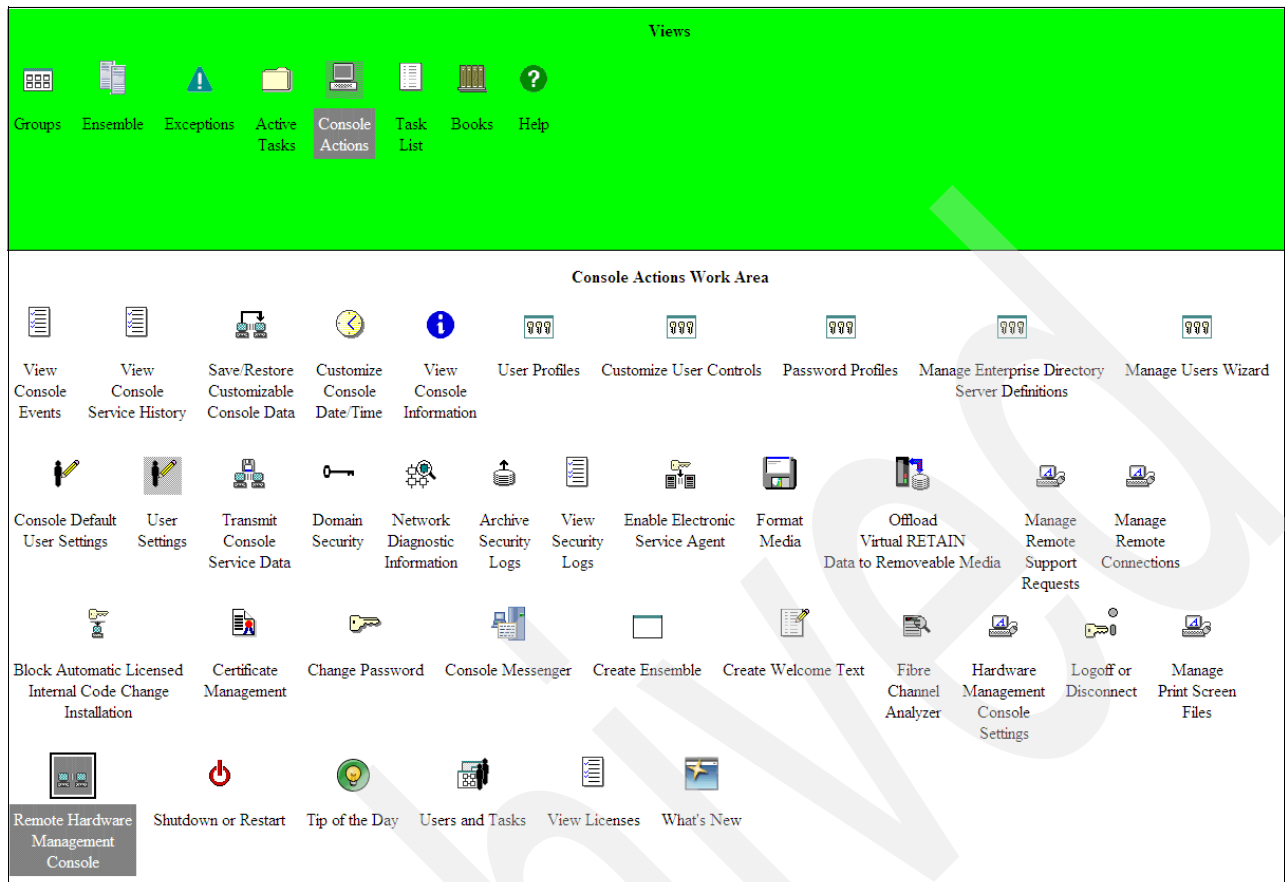 Views
Groups Ensemble Exceptions Active Console Task Books Help
Tasks Actions List
Console Actions Work Area
View View Save/Restore Customize View User Profiles Customize User Controls Password Profiles Manage Enterprise Directory Manage Users Wizard
Console Console Customizable Console Console Server Definitions
Events Service History Console Data Date/Time Information
Console Default User Transmit Domain Network Archive View Enable Electronic Format Offload Manage Manage
User Settings Settings Console Security Diagnostic Security Security Service Agent Media Virtual RETAIN Remote Remote
Service Data Information Logs Logs Data to Removeable Media Support Connections
Requests
Block Automatic Licensed Certificate Change Password Console Messenger Create Ensemble Create Welcome Text Fibre Hardware Logoff or Manage
Internal Code Change Management Channel Management Disconnect Print Screen
Installation Analyzer Console Files
Settings
Remote Hardware Shutdown or Restart Tip of the Day Users and Tasks View Licenses What's New
Management
Console